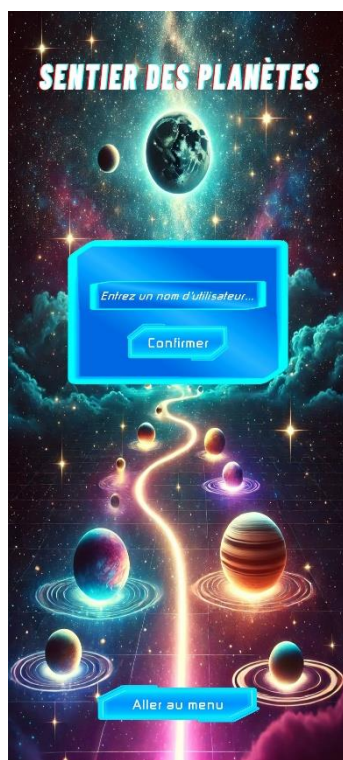 SENTIER DES PLANÈTES
Entrez un nom d'utilisateur...
Confirmer
Aller au menu